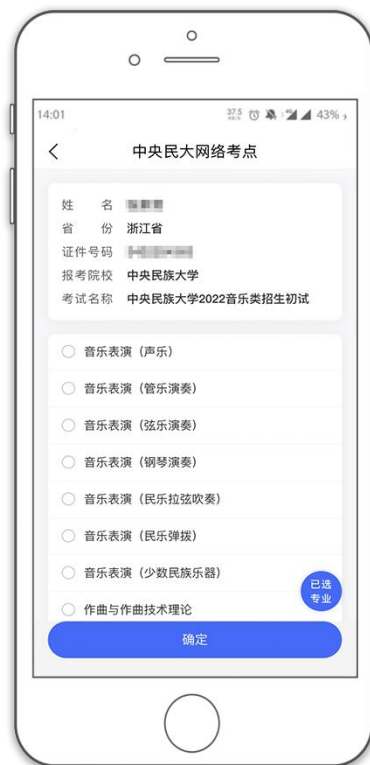 14:01 37.5 KB/S 4G 43%
中央民大网络考点
姓 名
省 份 浙江省
证件号码
报考院校 中央民族大学
考试名称 中央民族大学2022音乐类招生初试
音乐表演（声乐）
音乐表演（管乐演奏）
音乐表演（弦乐演奏）
音乐表演（钢琴演奏）
音乐表演（民乐拉弦吹奏）
音乐表演（民乐弹拨）
音乐表演（少数民族乐器）
已选
专业
作曲与作曲技术理论
确定